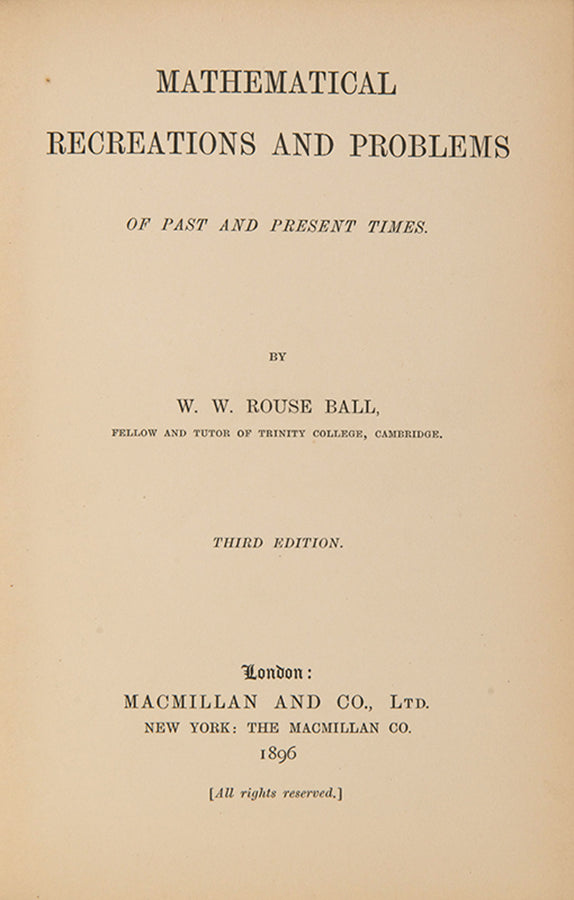 MATHEMATICAL
RECREATIONS AND PROBLEMS
OF PAST AND PRESENT TIMES.
BY
W. W. ROUSE BALL,
FELLOW AND TUTOR OF TRINITY COLLEGE, CAMBRIDGE.
THIRD EDITION.
London:
MACMILLAN AND CO., LTD.
NEW YORK: THE MACMILLAN CO.
1896
[All rights reserved.]